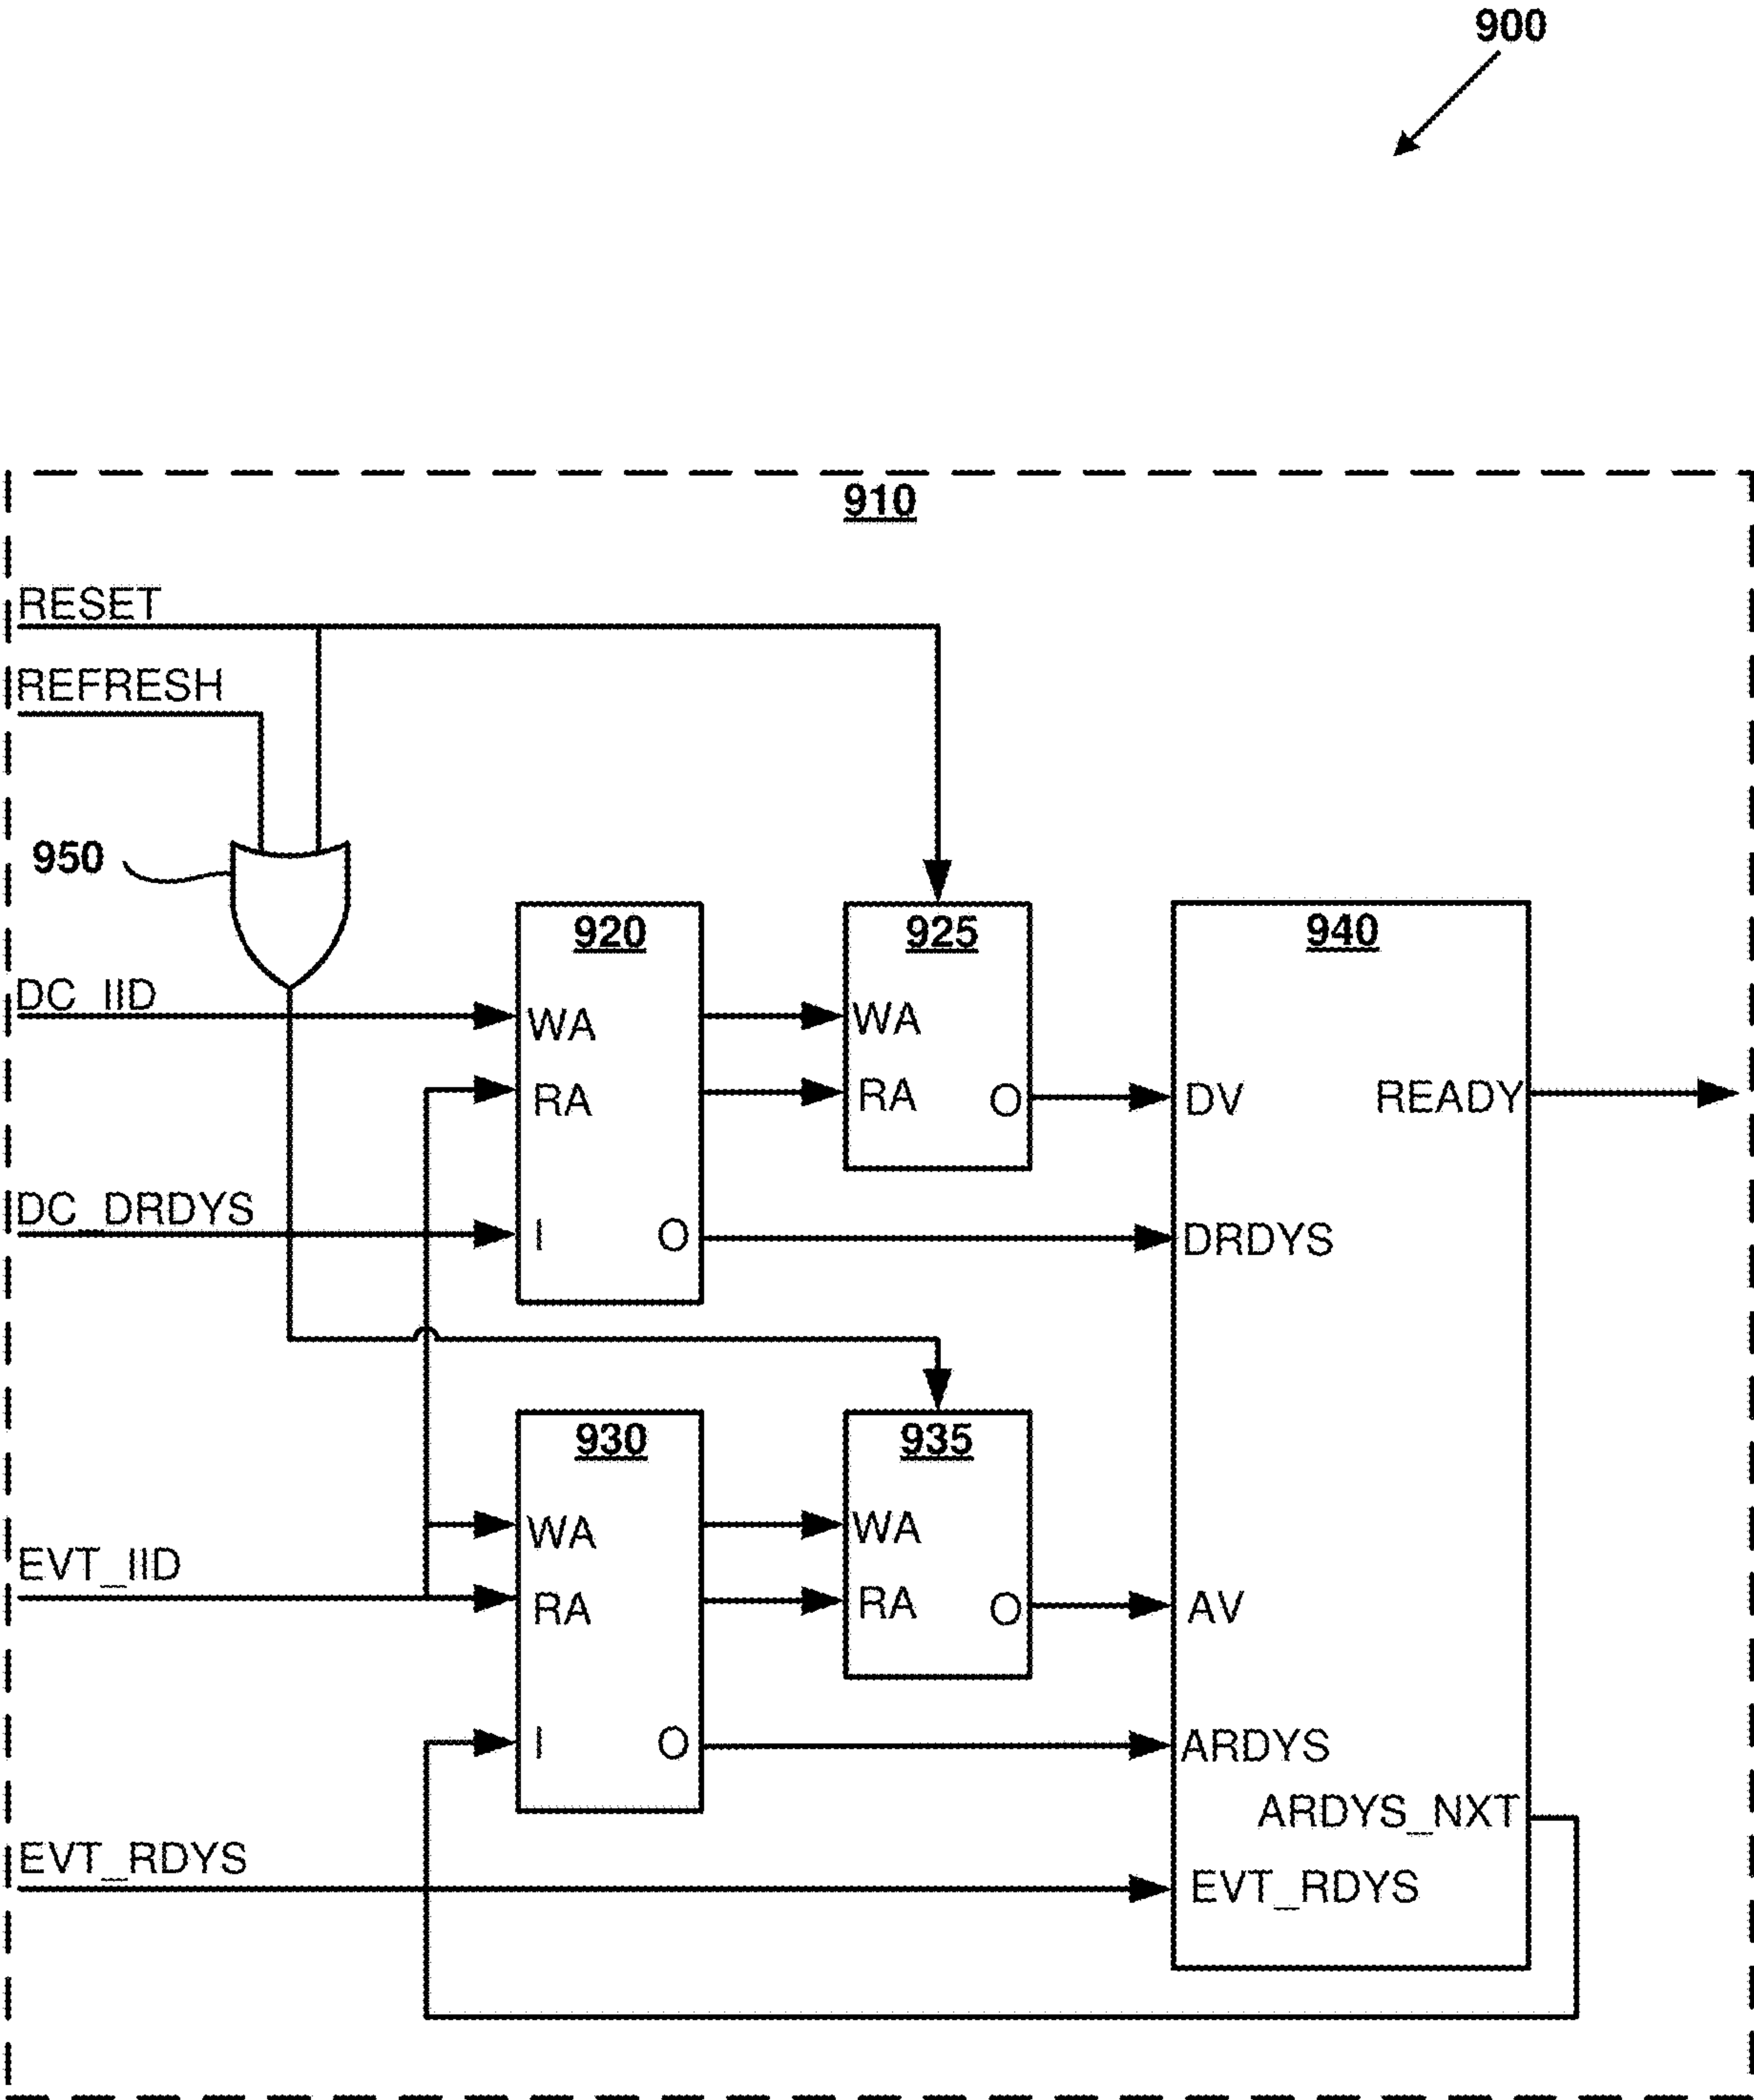 900
910
RESET
REFRESH
950
920
925
940
DC_IID
WA
WA
RA
RA
O
DV
READY
DC_DRDYS
I
O
DRDYS
930
935
WA
WA
EVT_IID
RA
RA
O
AV
I
O
ARDYS
ARDYS_NXT
EVT_RDYS
EVT_RDYS